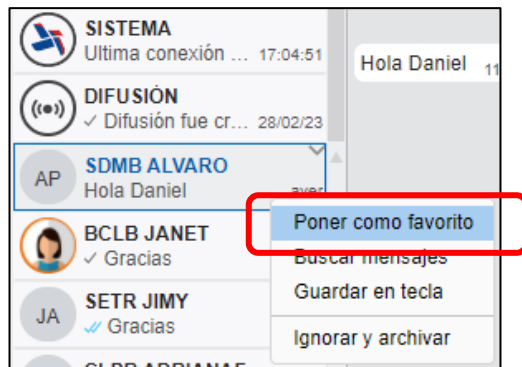 SISTEMA
Ultima conexión ... 17:04:51
DIFUSIÓN
✓ Difusión fue cr... 28/02/23
AP
SDMB ALVARO
Hola Daniel
ayer
BCLB JANET
✓ Gracias
JA
SETR JIMY
Gracias
Hola Daniel 11
Poner como favorito
Buscar mensajes
Guardar en tecla
Ignorar y archivar